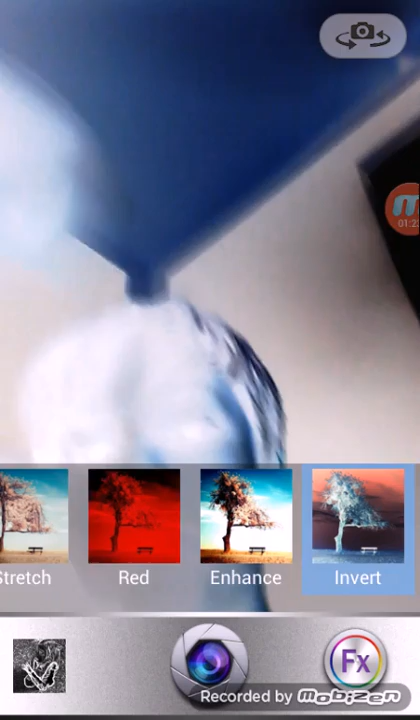 m
Stretch
Red
Enhance
Invert
Fx
Recorded by mobizen